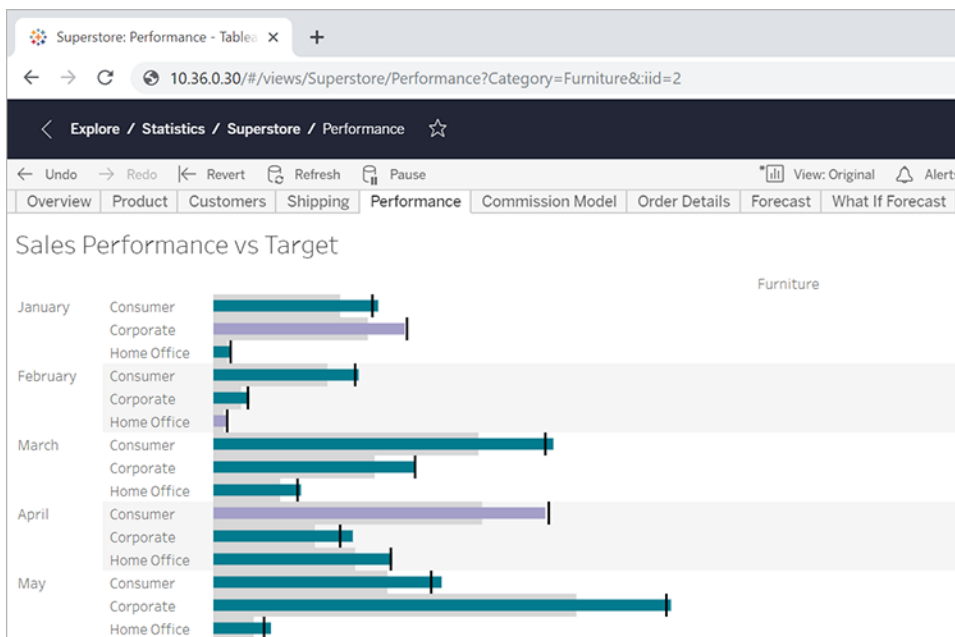 Superstore: Performance - Tablea
10.36.0.30/#/views/Superstore/Performance?Category=Furniture&:iid=2
Explore / Statistics / Superstore / Performance
Undo Redo Revert Refresh Pause View: Original Alerts
Overview Product Customers Shipping Performance Commission Model Order Details Forecast What If Forecast
Sales Performance vs Target
Furniture
January Consumer
Corporate
Home Office
February Consumer
Corporate
Home Office
March Consumer
Corporate
Home Office
April Consumer
Corporate
Home Office
May Consumer
Corporate
Home Office